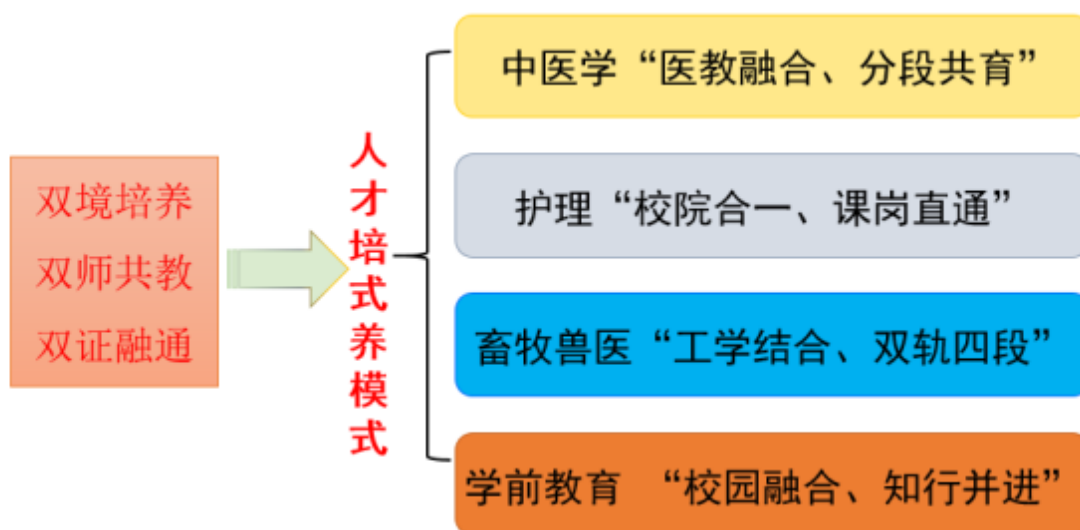 双境培养
双师共教
双证融通
人才培式养模式
中医学“医教融合、分段共育”
护理“校院合一、课岗直通”
畜牧兽医“工学结合、双轨四段”
学前教育 “校园融合、知行并进”